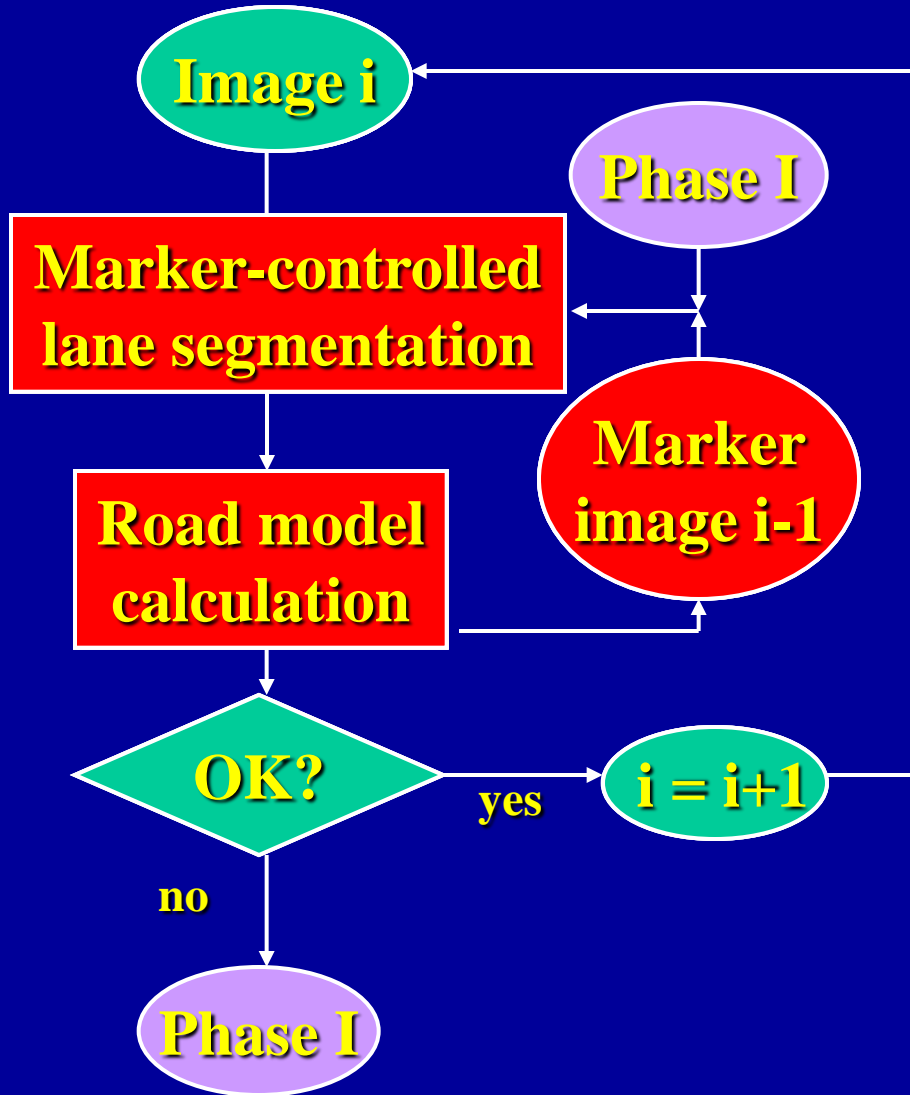 Image i
Phase I
Marker-controlled
lane segmentation
Marker
image i-1
Road model
calculation
OK?
yes
i = i+1
no
Phase I